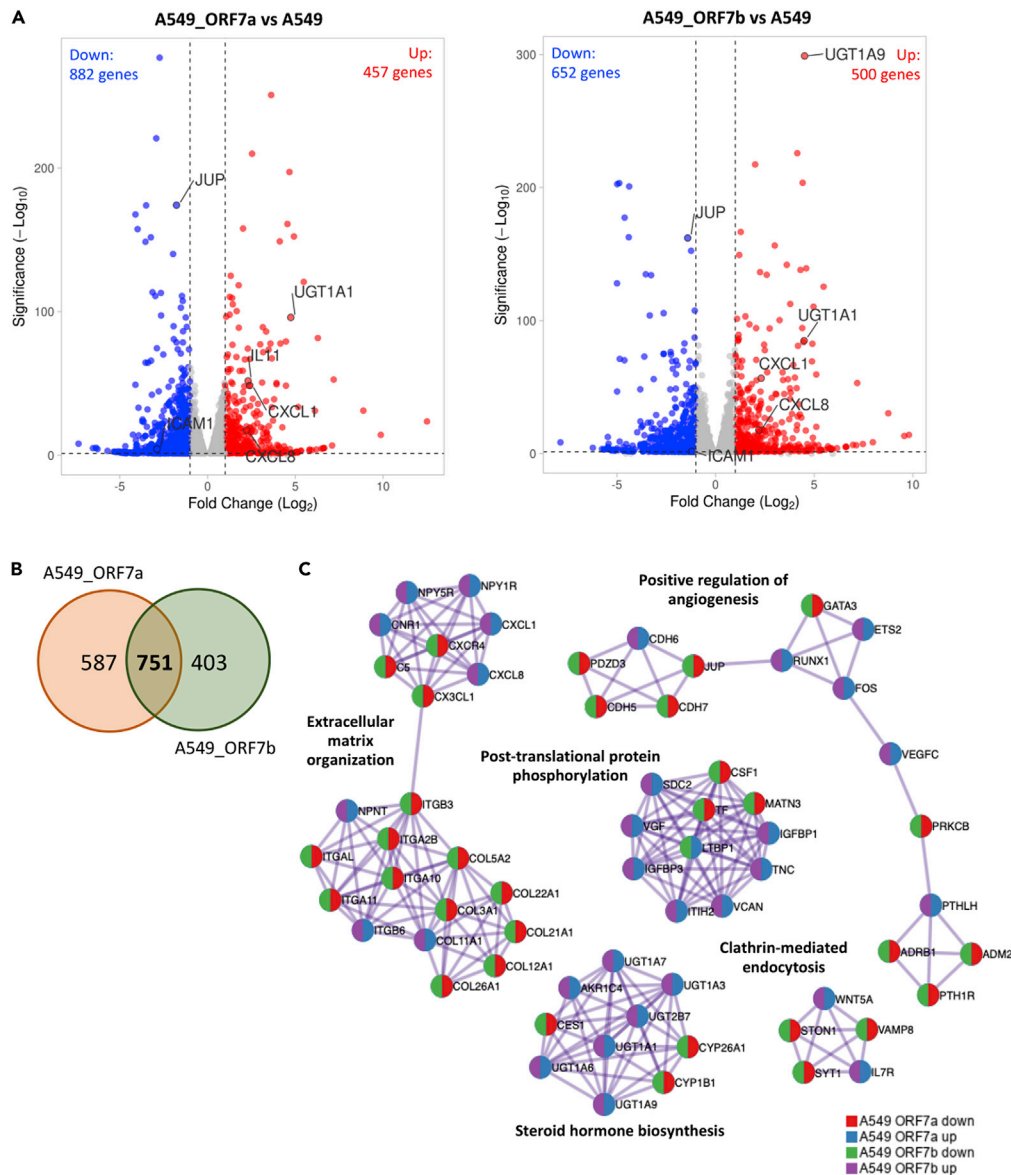 A
A549_ORF7a vs A549
Down:
882 genes
Up:
457 genes
JUP
UGT1A1
IL11
CXCL1
ICAM1
CXCL8
200
100
0
Significance (−Log10)
-5
0
5
10
Fold Change (Log2)
A549_ORF7b vs A549
Down:
652 genes
Up:
500 genes
UGT1A9
JUP
UGT1A1
CXCL1
CXCL8
ICAM1
300
200
100
0
Significance (−Log10)
-5
0
5
10
Fold Change (Log2)
B
A549_ORF7a
587
751
403
A549_ORF7b
C
NPY5R
NPY1R
CNR1
CXCL1
CXCR4
C5
CXCL8
CX3CL1
Extracellular
matrix
organization
NPNT
ITGB3
ITGA2B
ITGAL
COL5A2
ITGA10
COL22A1
ITGA11
COL3A1
COL21A1
ITGB6
COL11A1
COL12A1
COL26A1
Positive regulation of
angiogenesis
GATA3
CDH6
ETS2
PDZD3
JUP
RUNX1
FOS
CDH5
CDH7
VEGFC
PRKCB
PTHLH
ADRB1
ADM2
PTH1R
Post-translational protein
phosphorylation
CSF1
SDC2
TF
MATN3
VGF
IGFBP1
LTBP1
IGFBP3
TNC
ITIH2
VCAN
Clathrin-mediated
endocytosis
WNT5A
STON1
VAMP8
SYT1
IL7R
UGT1A7
AKR1C4
UGT1A3
CES1
UGT2B7
UGT1A1
CYP26A1
UGT1A6
CYP1B1
UGT1A9
Steroid hormone biosynthesis
A549 ORF7a down
A549 ORF7a up
A549 ORF7b down
A549 ORF7b up